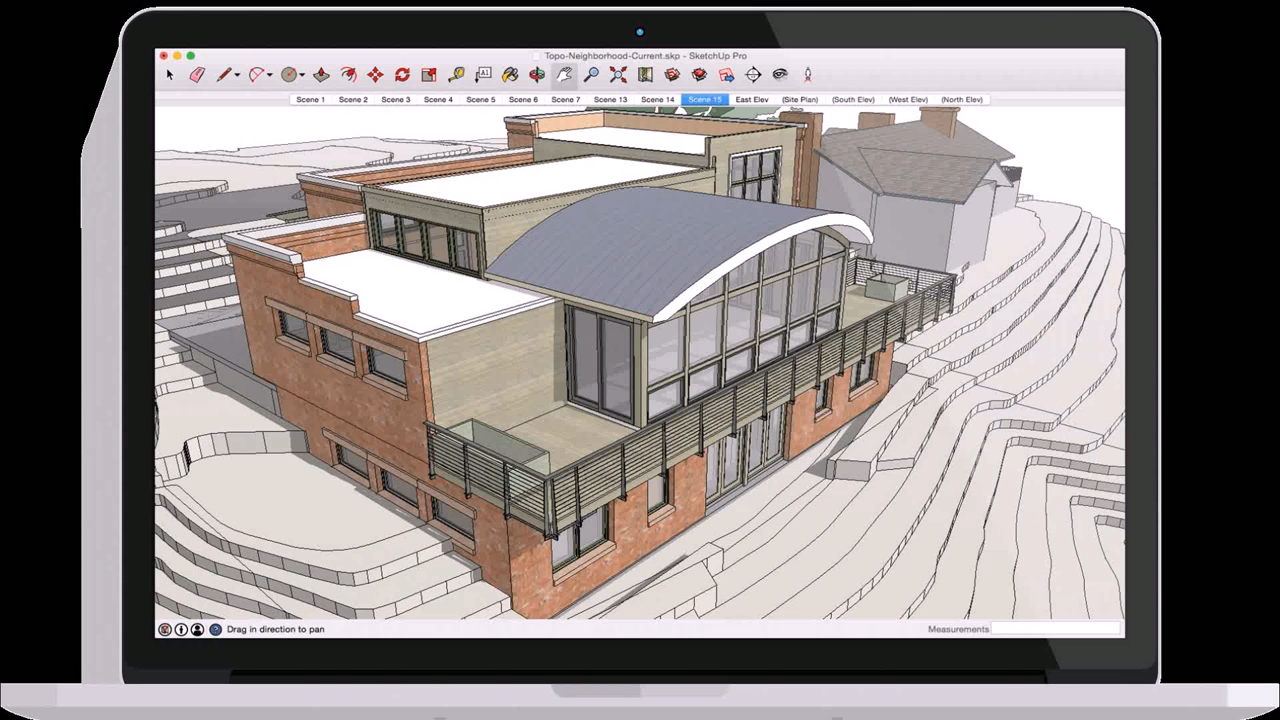 Topo-Neighborhood-Current.skp - SketchUp Pro
A1
Scene 1 Scene 2 Scene 3 Scene 4 Scene 5 Scene 6 Scene 7 Scene 13 Scene 14 Scene 15 East Elev (Site Plan) (South Elev) (West Elev) (North Elev)
Drag in direction to pan Measurements